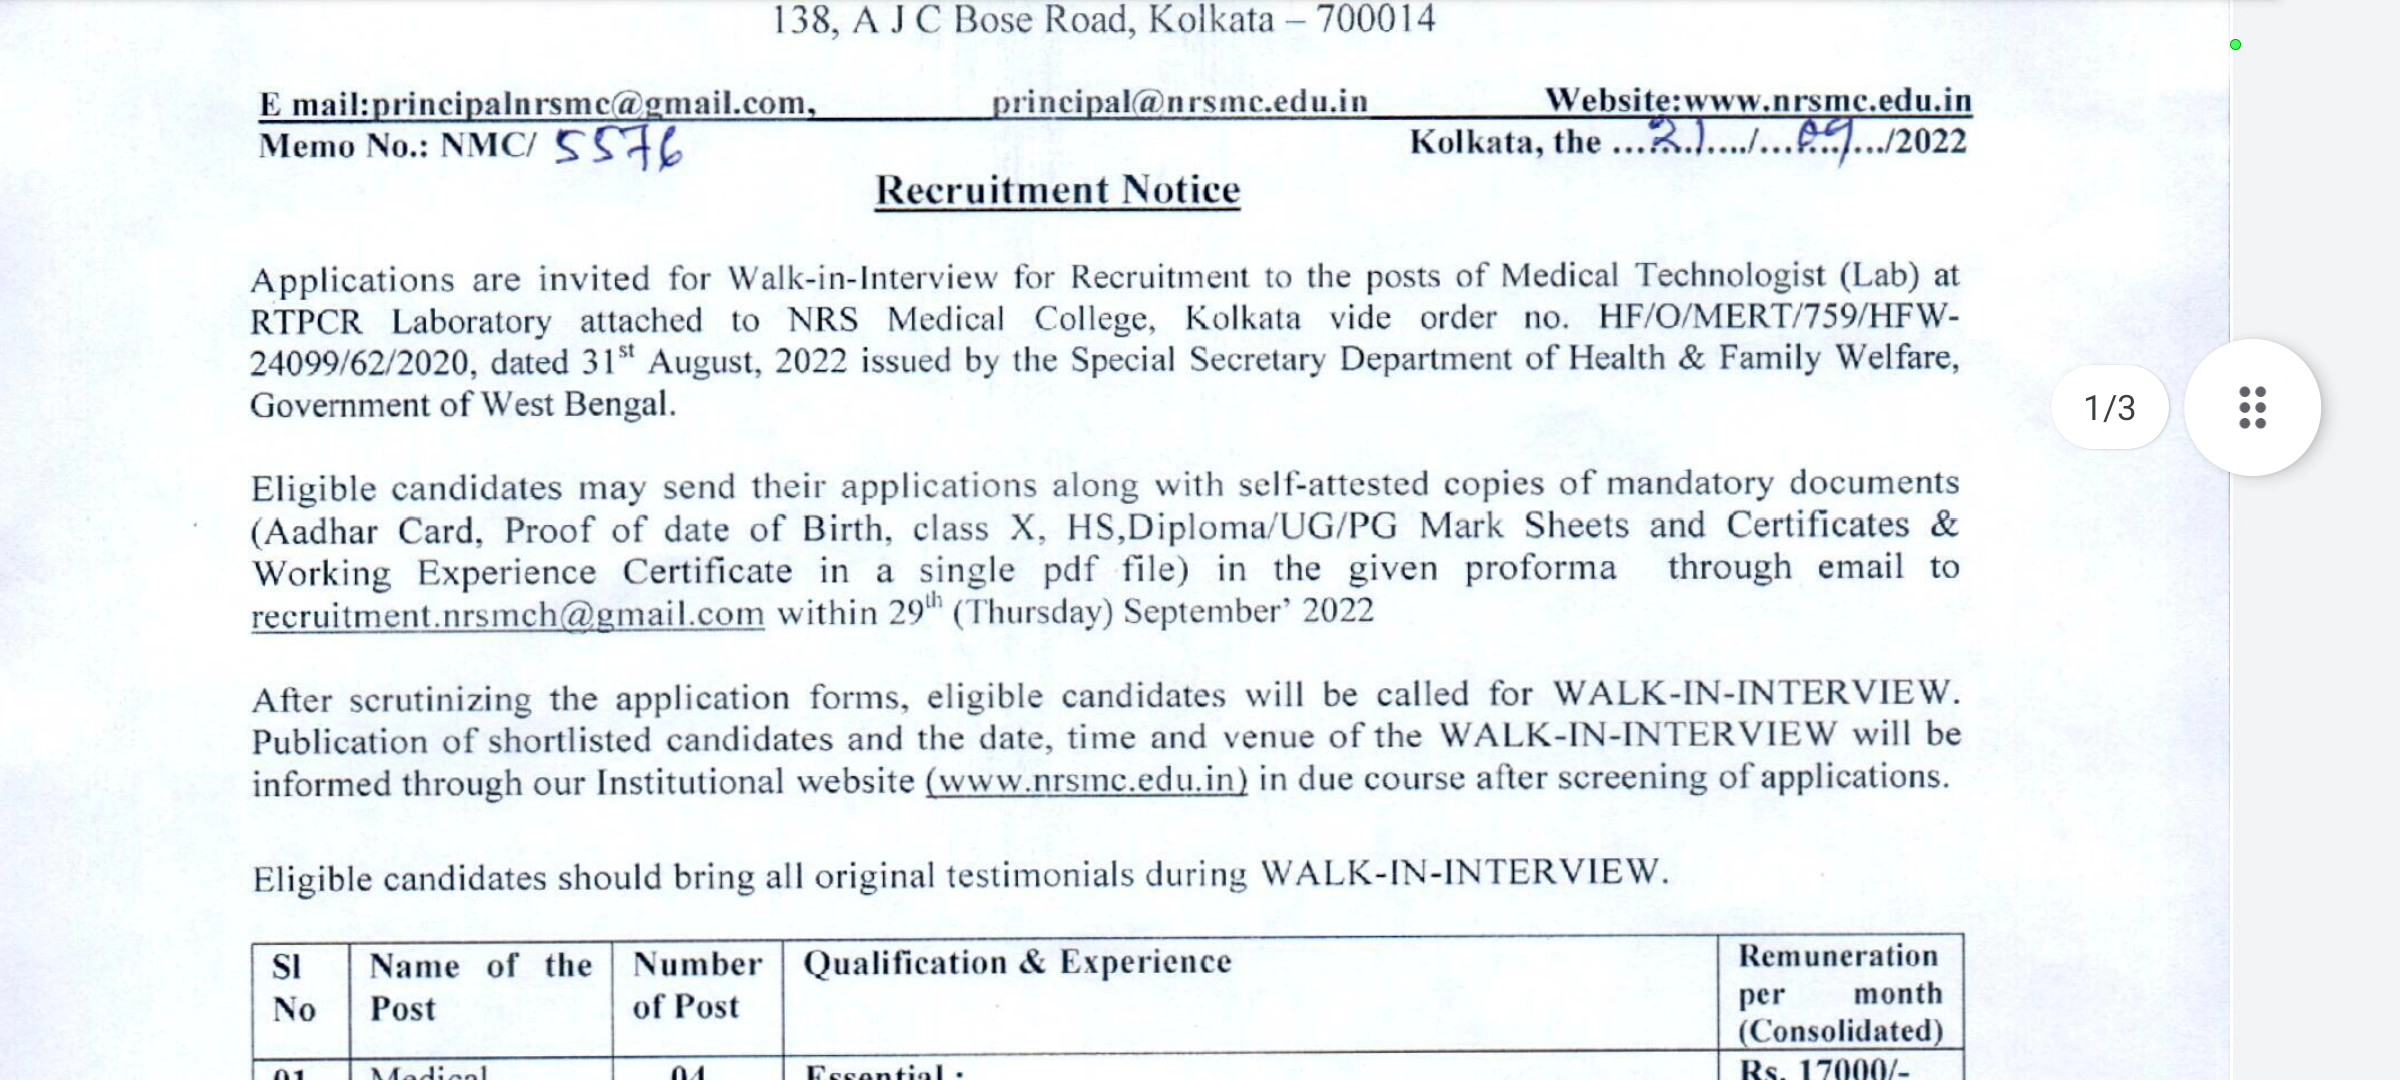 138, A J C Bose Road, Kolkata – 700014
E mail:principalnrsmc@gmail.com, principal@nrsmc.edu.in Website:www.nrsmc.edu.in
Memo No.: NMC/ 5576 Kolkata, the ...21..../...09.../2022
Recruitment Notice
Applications are invited for Walk-in-Interview for Recruitment to the posts of Medical Technologist (Lab) at
RTPCR Laboratory attached to NRS Medical College, Kolkata vide order no. HF/O/MERT/759/HFW-
24099/62/2020, dated 31st August, 2022 issued by the Special Secretary Department of Health & Family Welfare,
Government of West Bengal.
Eligible candidates may send their applications along with self-attested copies of mandatory documents
(Aadhar Card, Proof of date of Birth, class X, HS,Diploma/UG/PG Mark Sheets and Certificates &
Working Experience Certificate in a single pdf file) in the given proforma through email to
recruitment.nrsmch@gmail.com within 29th (Thursday) September’ 2022
After scrutinizing the application forms, eligible candidates will be called for WALK-IN-INTERVIEW.
Publication of shortlisted candidates and the date, time and venue of the WALK-IN-INTERVIEW will be
informed through our Institutional website (www.nrsmc.edu.in) in due course after screening of applications.
Eligible candidates should bring all original testimonials during WALK-IN-INTERVIEW.
Sl No Name of the Post Number of Post Qualification & Experience Remuneration per month (Consolidated)
01 Medical 04 Essential : Rs. 17000/-
1/3